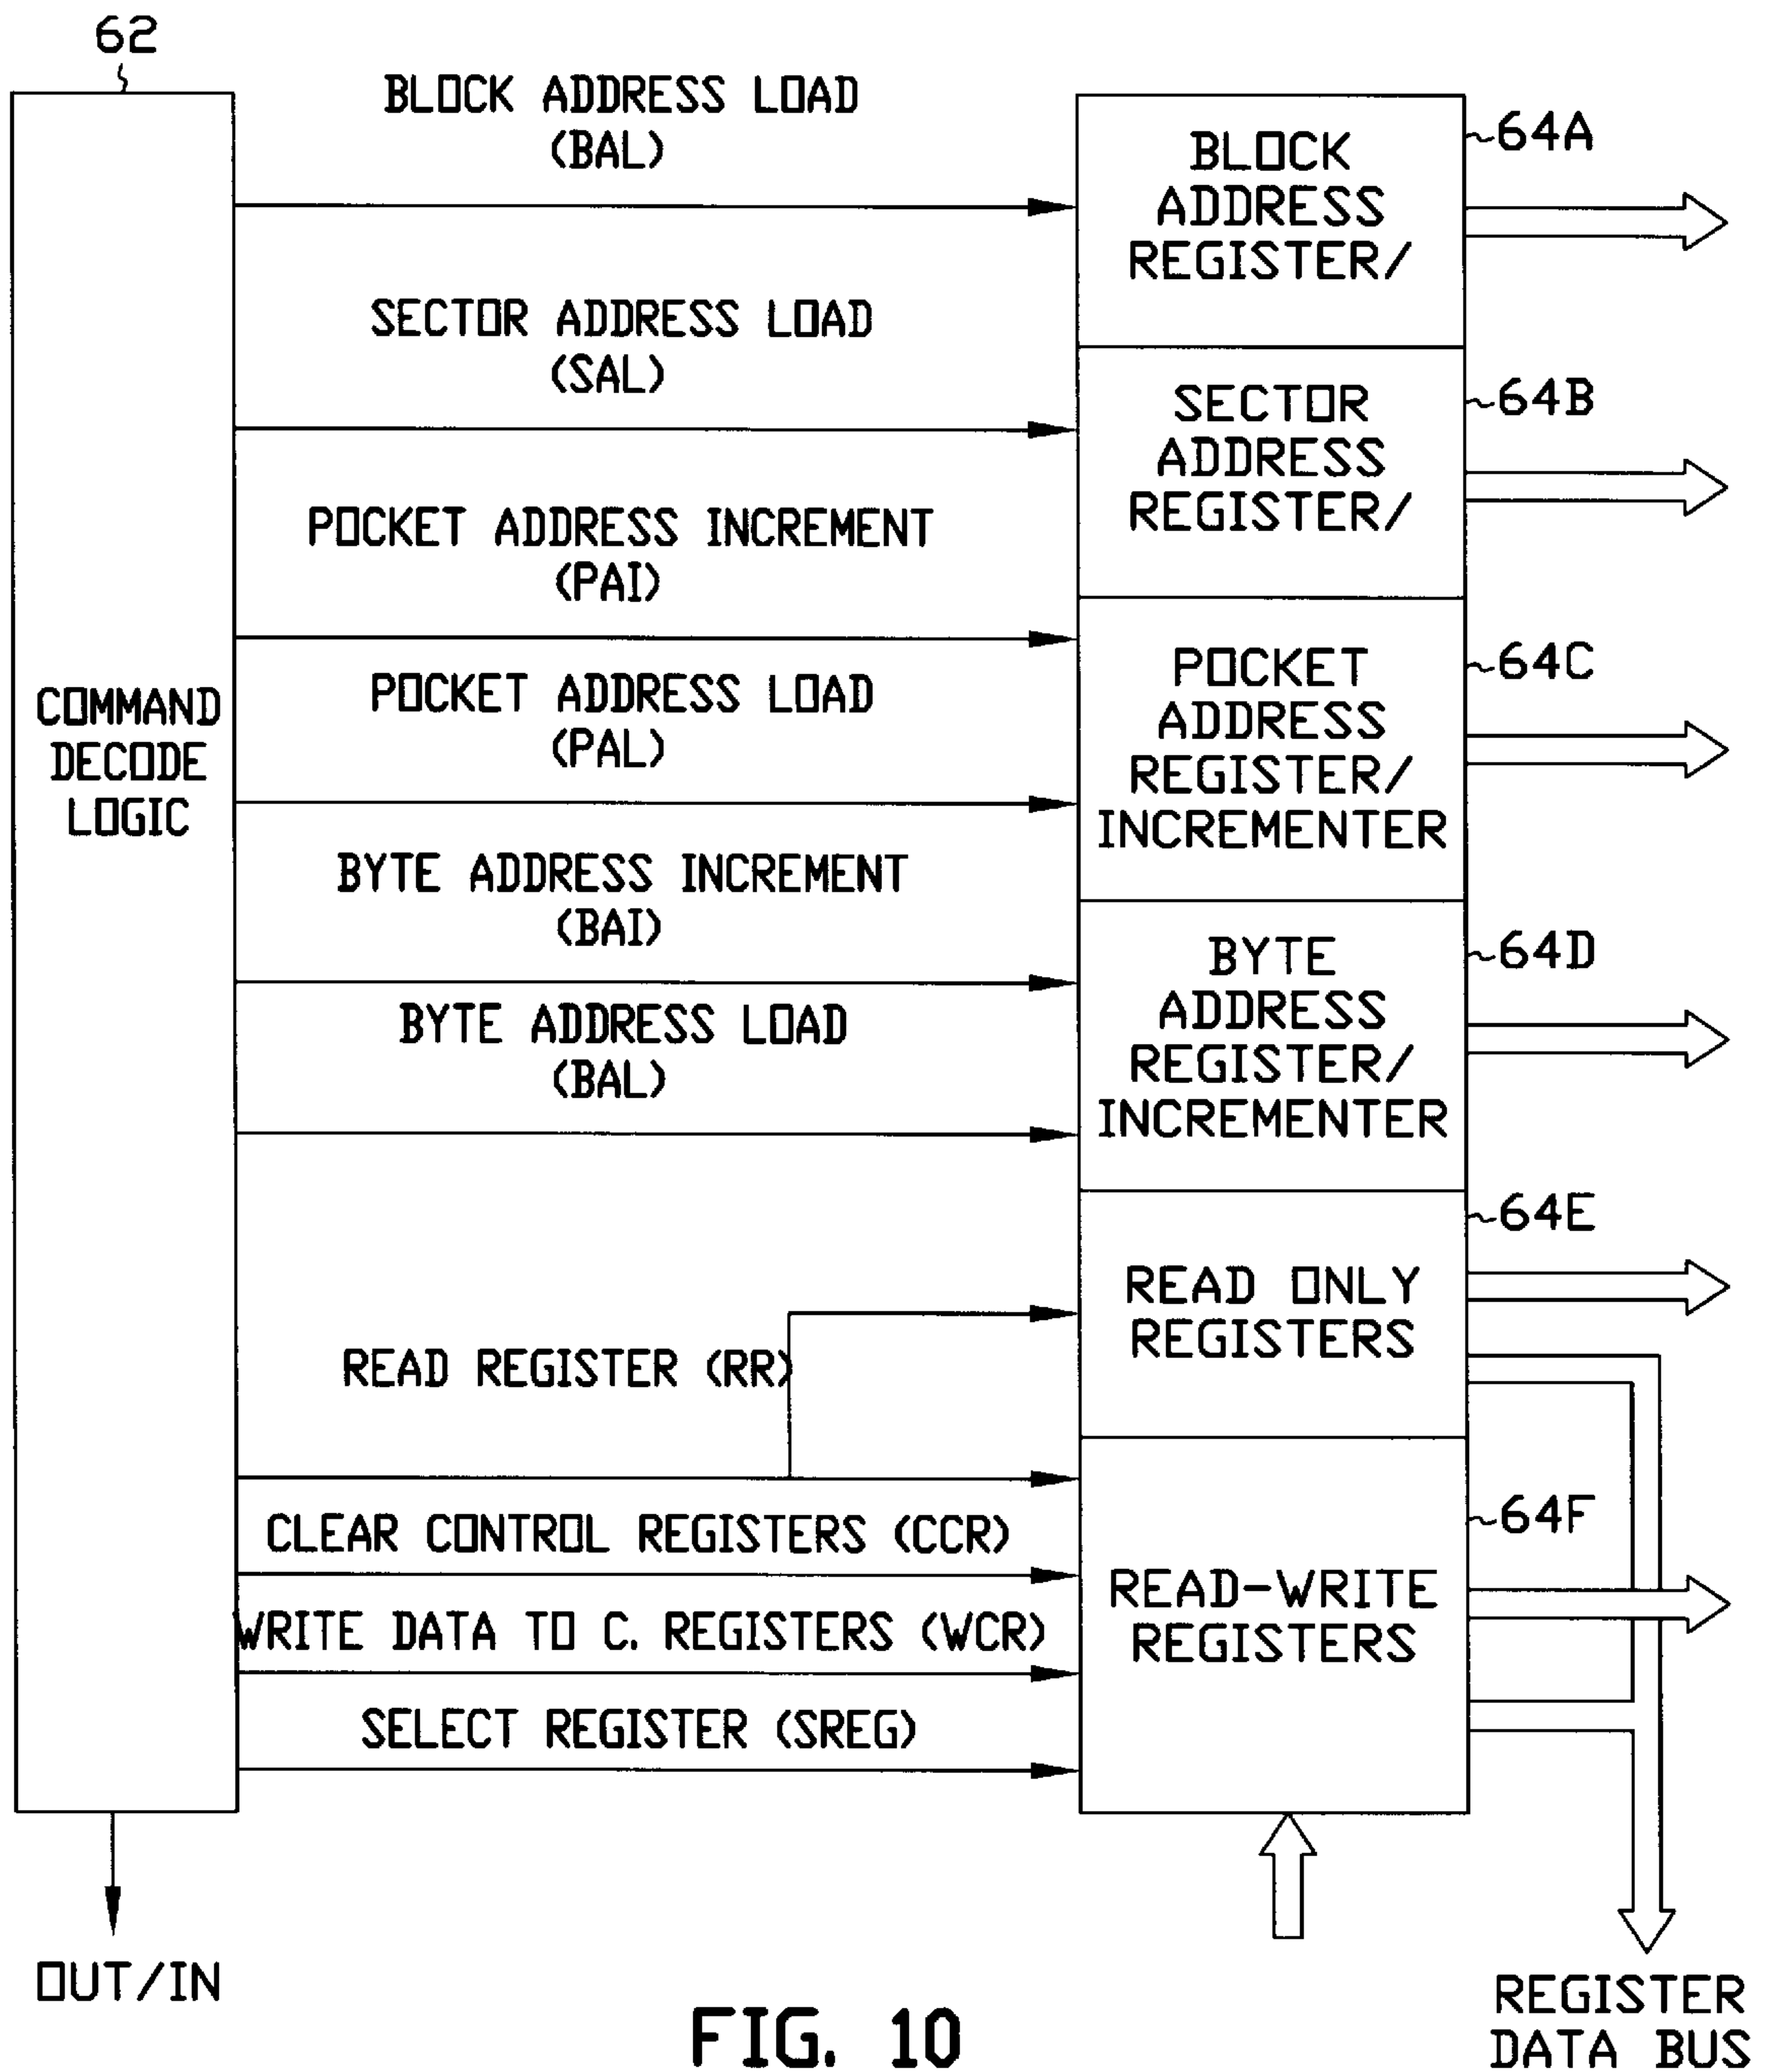 62
BLOCK ADDRESS LOAD
(BAL)
SECTOR ADDRESS LOAD
(SAL)
POCKET ADDRESS INCREMENT
(PAI)
POCKET ADDRESS LOAD
(PAL)
BYTE ADDRESS INCREMENT
(BAI)
BYTE ADDRESS LOAD
(BAL)
READ REGISTER (RR)
CLEAR CONTROL REGISTERS (CCR)
WRITE DATA TO C. REGISTERS (WCR)
SELECT REGISTER (SREG)
COMMAND
DECODE
LOGIC
BLOCK
ADDRESS
REGISTER/
64A
SECTOR
ADDRESS
REGISTER/
64B
POCKET
ADDRESS
REGISTER/
INCREMENTER
64C
BYTE
ADDRESS
REGISTER/
INCREMENTER
64D
READ ONLY
REGISTERS
64E
READ-WRITE
REGISTERS
64F
OUT/IN
REGISTER
DATA BUS
FIG. 10